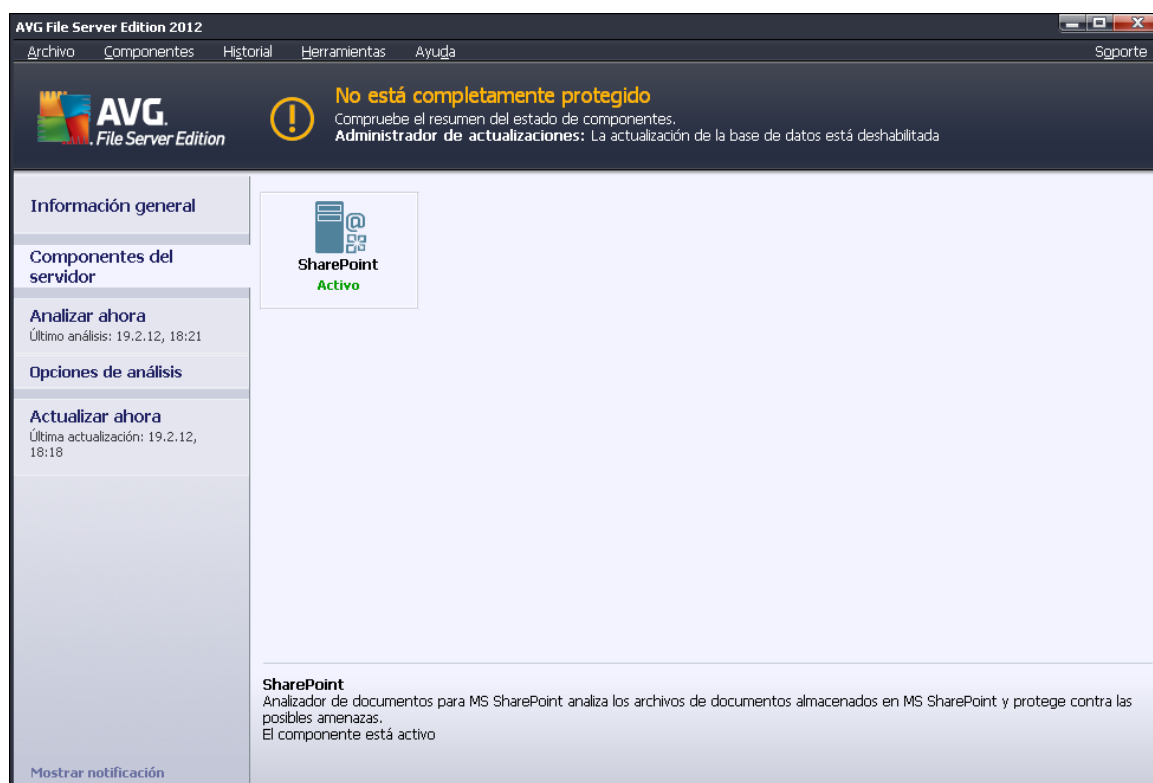 AVG File Server Edition 2012
Archivo Componentes Historial Herramientas Ayuda Soporte
AVG.
File Server Edition
No está completamente protegido
Compruebe el resumen del estado de componentes.
Administrador de actualizaciones: La actualización de la base de datos está deshabilitada
Información general
Componentes del
servidor
Analizar ahora
Último análisis: 19.2.12, 18:21
Opciones de análisis
Actualizar ahora
Última actualización: 19.2.12,
18:18
Mostrar notificación
@
SharePoint
Activo
SharePoint
Analizador de documentos para MS SharePoint analiza los archivos de documentos almacenados en MS SharePoint y protege contra las
posibles amenazas.
El componente está activo